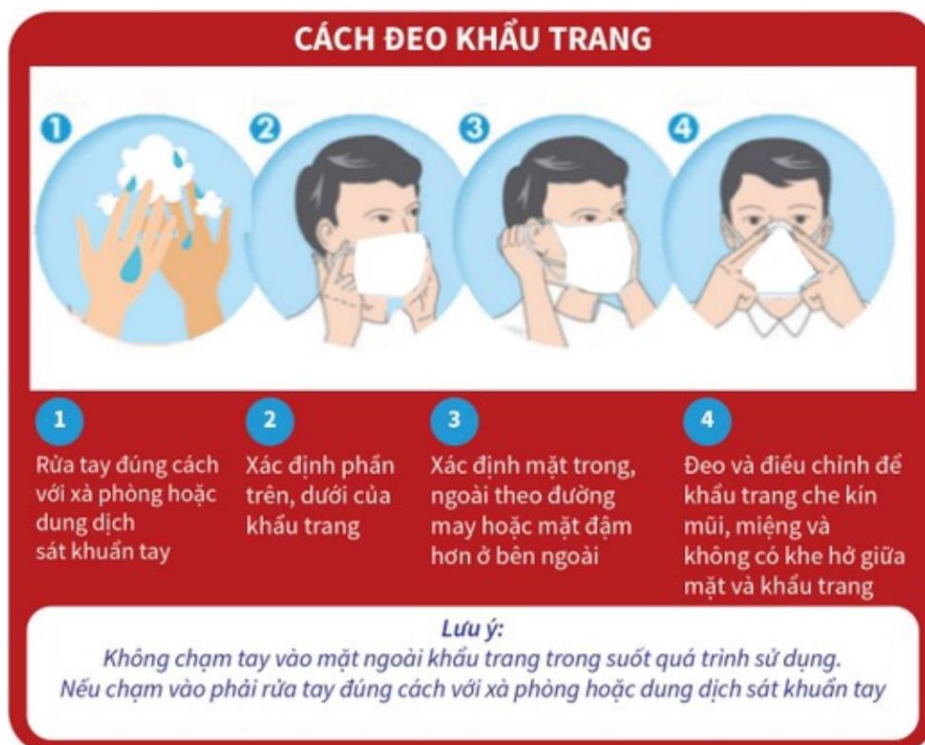 CÁCH ĐEO KHẨU TRANG
1
2
3
4
1
Rửa tay đúng cách
với xà phòng hoặc
dung dịch
sát khuẩn tay
2
Xác định phần
trên, dưới của
khẩu trang
3
Xác định mặt trong,
ngoài theo đường
may hoặc mặt đậm
hơn ở bên ngoài
4
Đeo và điều chỉnh để
khẩu trang che kín
mũi, miệng và
không có khe hở giữa
mặt và khẩu trang
Lưu ý:
Không chạm tay vào mặt ngoài khẩu trang trong suốt quá trình sử dụng.
Nếu chạm vào phải rửa tay đúng cách với xà phòng hoặc dung dịch sát khuẩn tay